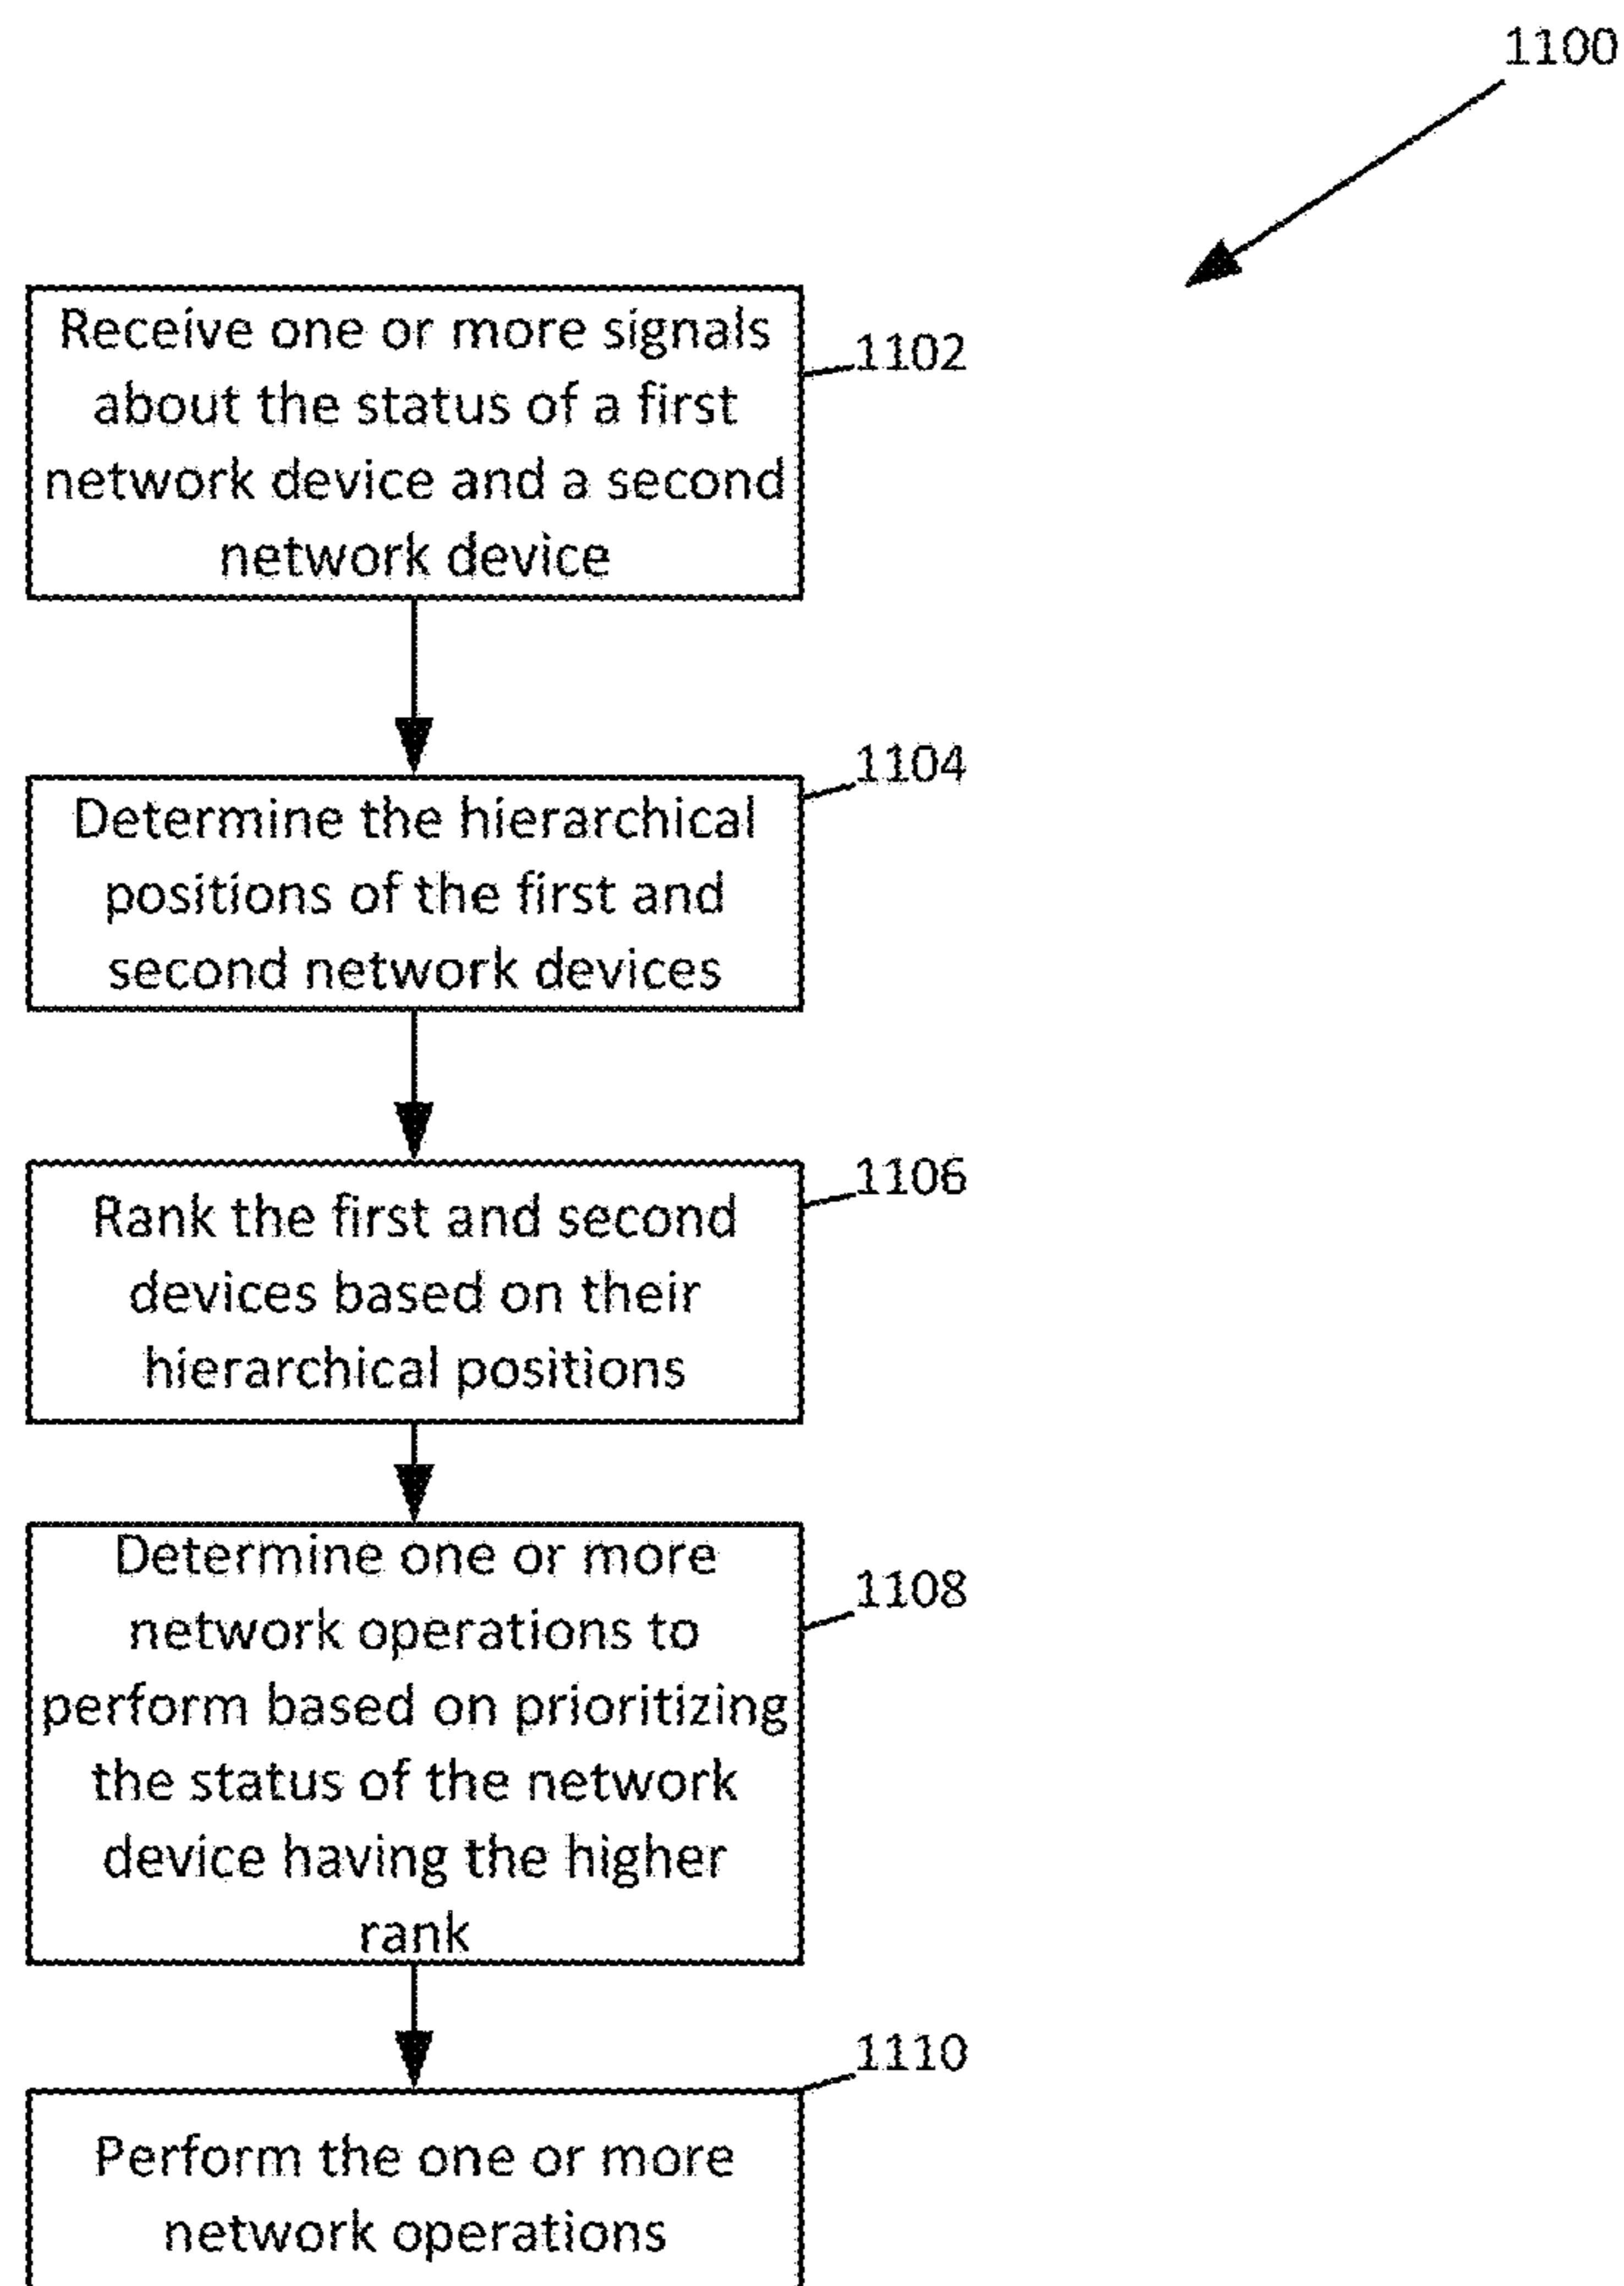 1100
Receive one or more signals
about the status of a first
network device and a second
network device
1102
Determine the hierarchical
positions of the first and
second network devices
1104
Rank the first and second
devices based on their
hierarchical positions
1106
Determine one or more
network operations to
perform based on prioritizing
the status of the network
device having the higher
rank
1108
Perform the one or more
network operations
1110